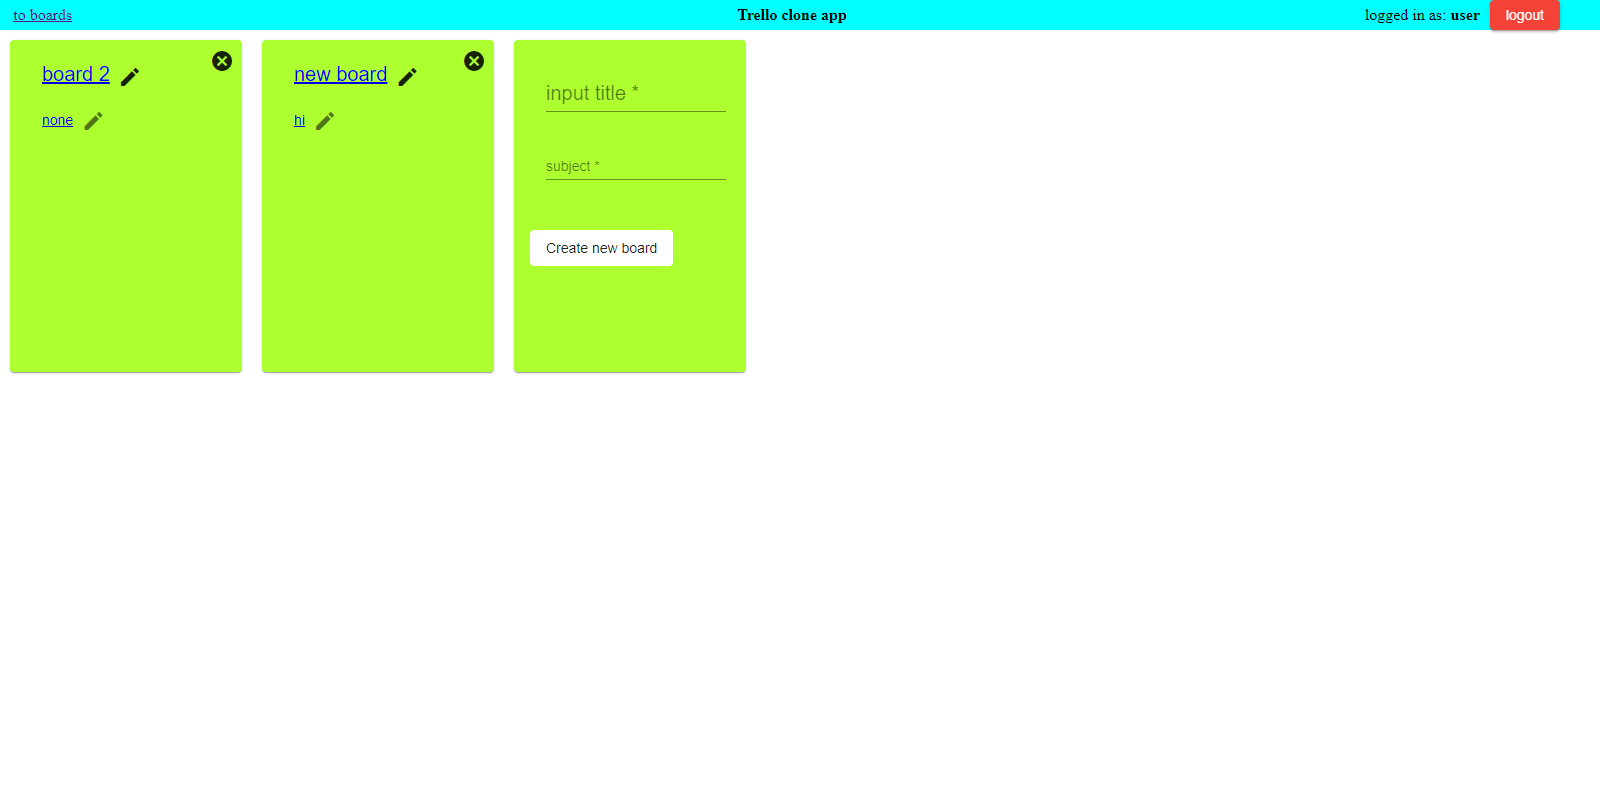 to boards
Trello clone app
logged in as: user
logout
board 2
none
new board
hi
input title *
subject *
Create new board